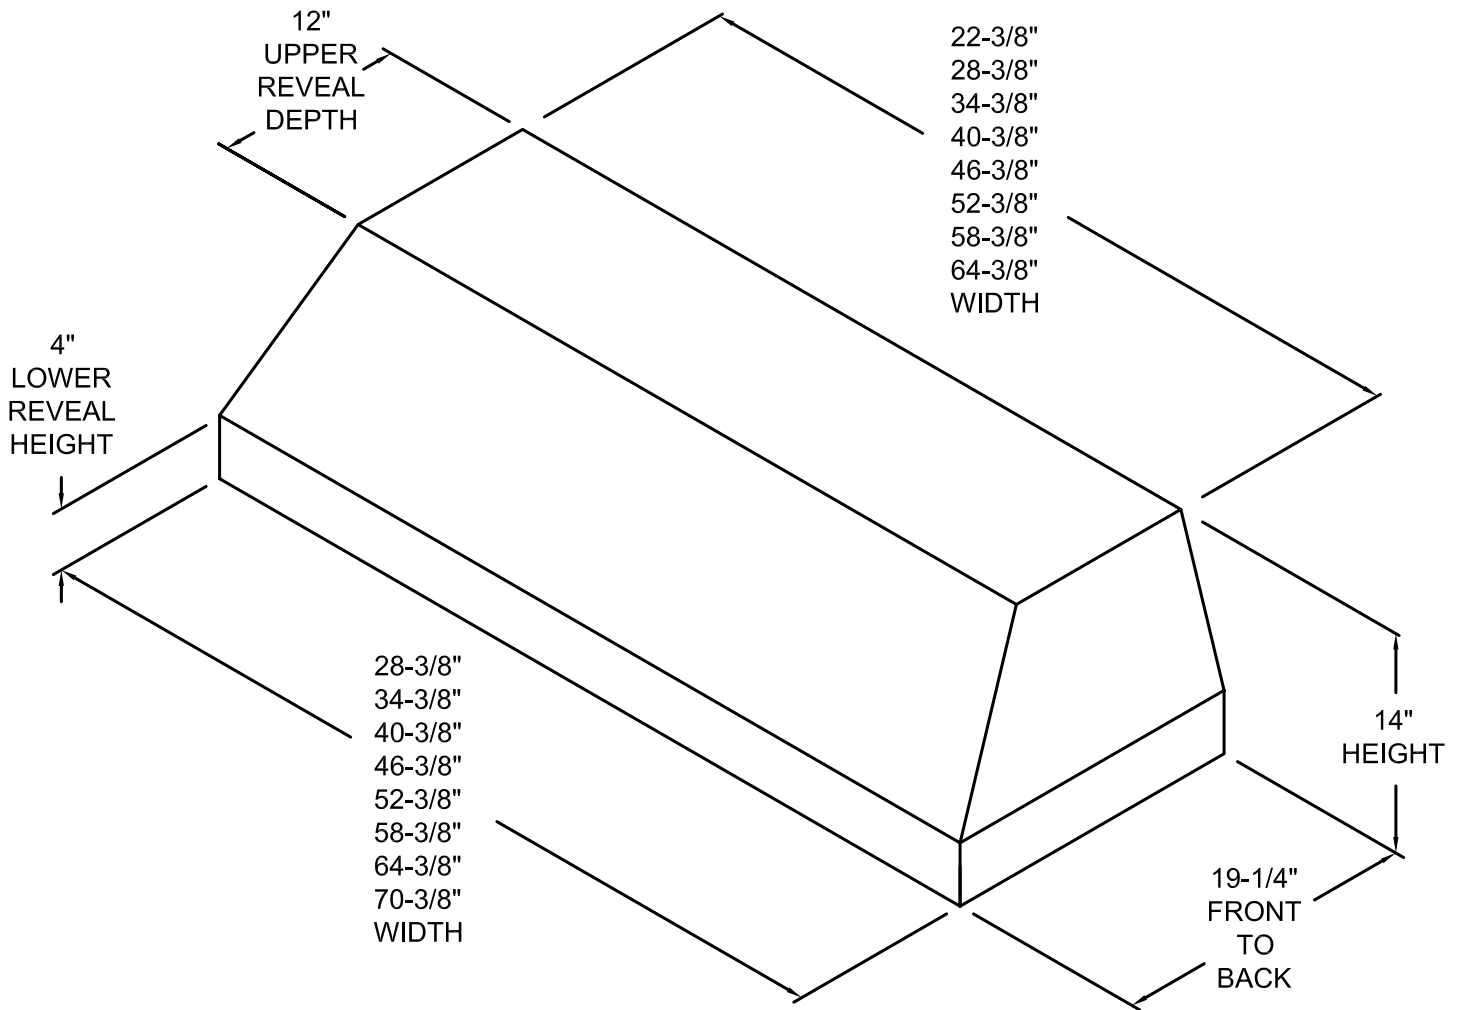 12"
UPPER
REVEAL
DEPTH
22-3/8"
28-3/8"
34-3/8"
40-3/8"
46-3/8"
52-3/8"
58-3/8"
64-3/8"
WIDTH
4"
LOWER
REVEAL
HEIGHT
28-3/8"
34-3/8"
40-3/8"
46-3/8"
52-3/8"
58-3/8"
64-3/8"
70-3/8"
WIDTH
14"
HEIGHT
19-1/4"
FRONT
TO
BACK